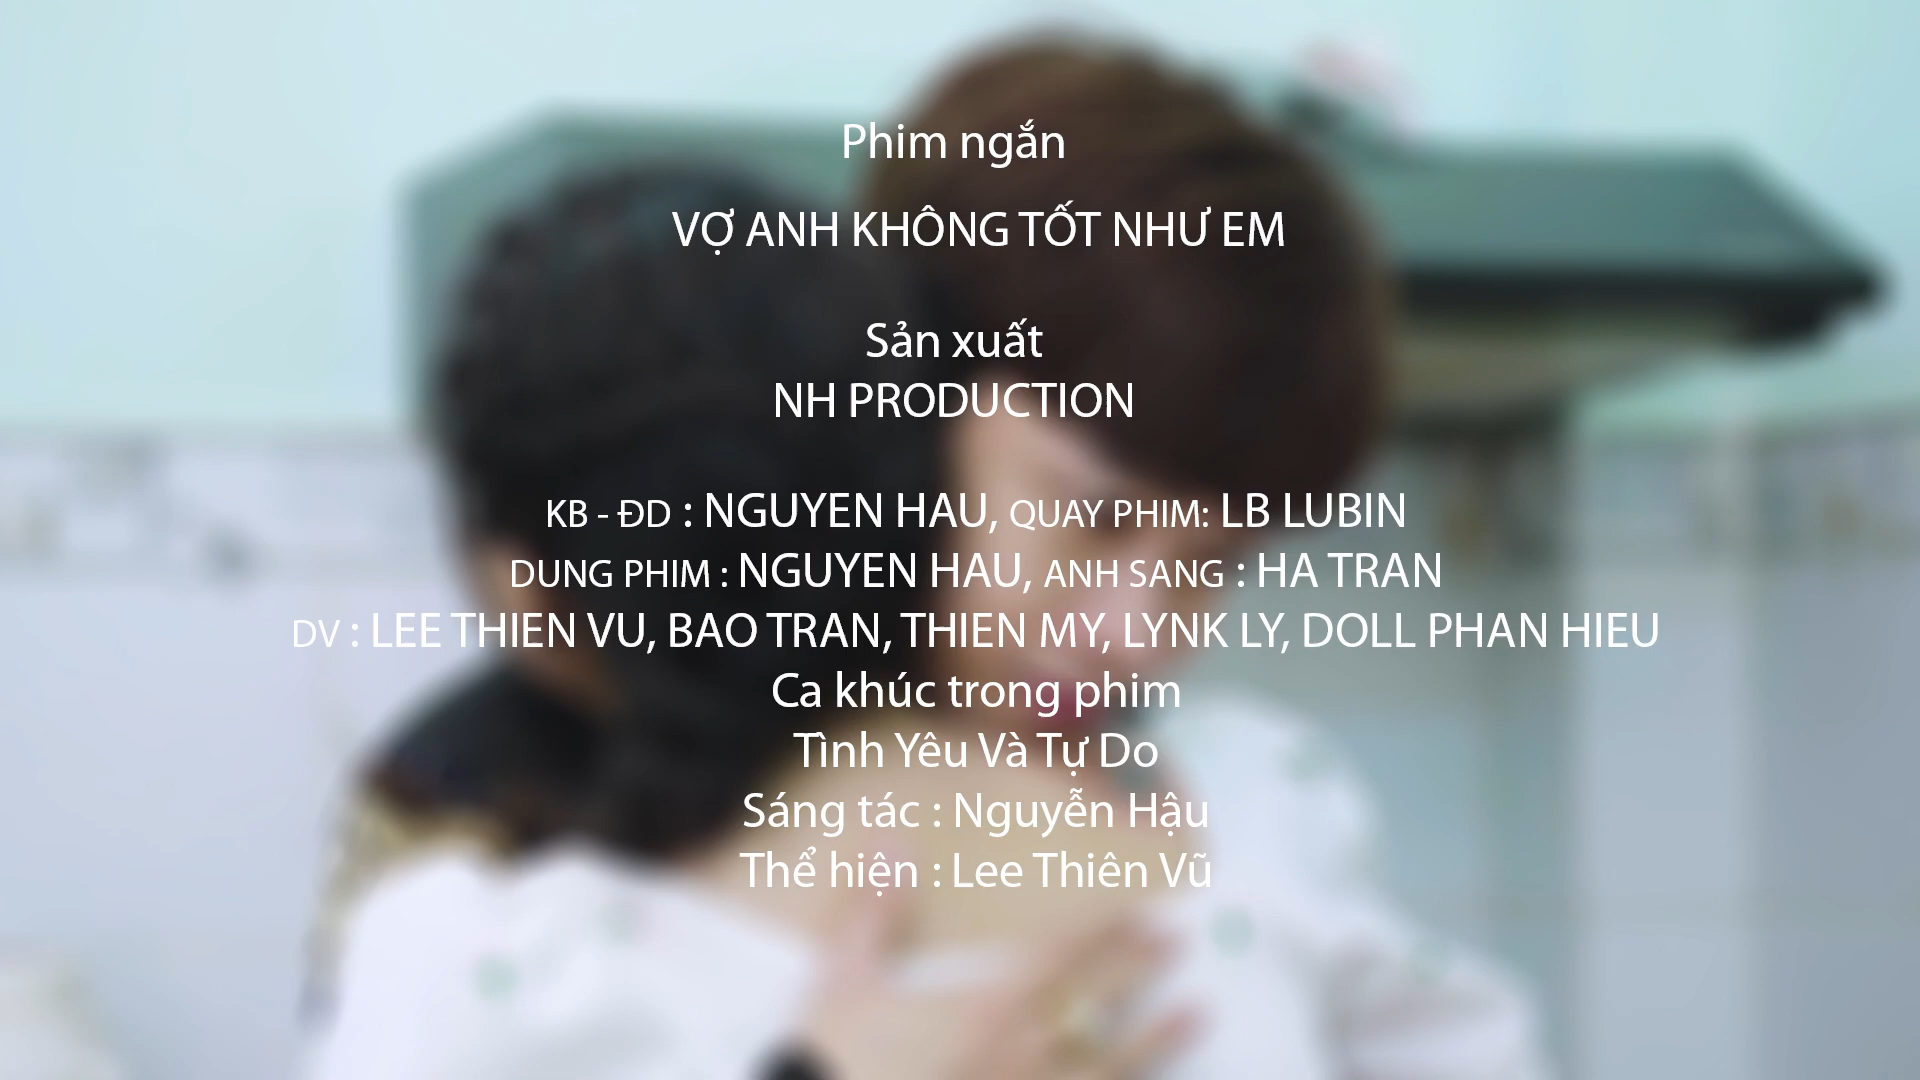 Phim ngắn
VỢ ANH KHÔNG TỐT NHƯ EM
Sản xuất
NH PRODUCTION
KB - ĐD : NGUYEN HAU, QUAY PHIM: LB LUBIN
DUNG PHIM : NGUYEN HAU, ANH SANG : HA TRAN
DV : LEE THIEN VU, BAO TRAN, THIEN MY, LYNK LY, DOLL PHAN HIEU
Ca khúc trong phim
Tình Yêu Và Tự Do
Sáng tác : Nguyễn Hậu
Thể hiện : Lee Thiên Vũ